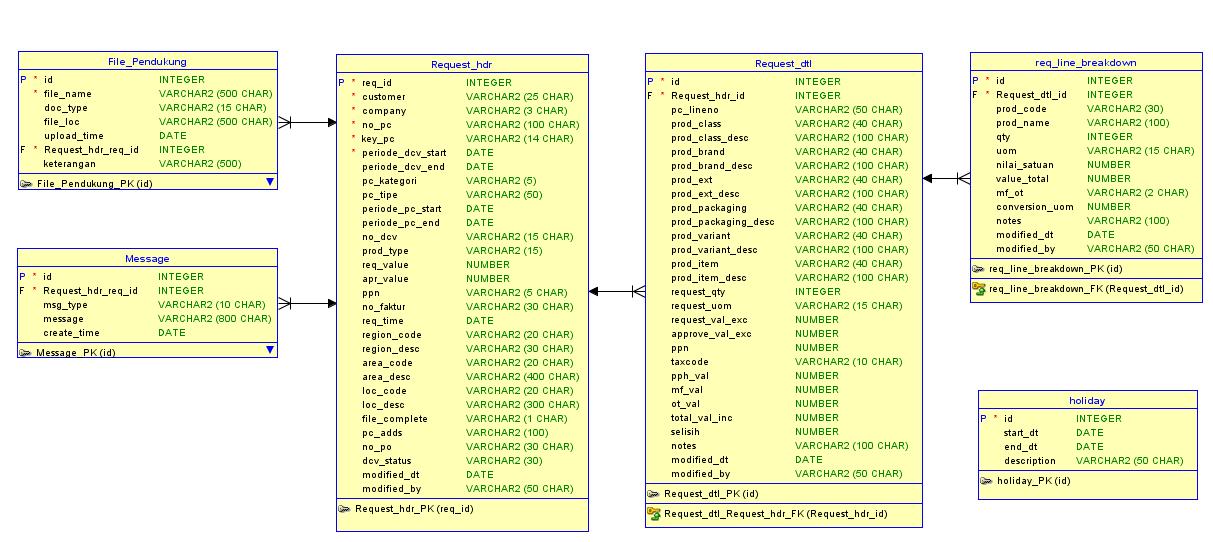 File_Pendukung
P * id INTEGER
* file_name VARCHAR2 (500 CHAR)
doc_type VARCHAR2 (15 CHAR)
* file_loc VARCHAR2 (500 CHAR)
upload_time DATE
F * Request_hdr_req_id INTEGER
keterangan VARCHAR2 (500)
File_Pendukung_PK (id)
Message
P * id INTEGER
F * Request_hdr_req_id INTEGER
msg_type VARCHAR2 (10 CHAR)
message VARCHAR2 (800 CHAR)
create_time DATE
Message_PK (id)
Request_hdr
P * req_id INTEGER
* customer VARCHAR2 (25 CHAR)
* company VARCHAR2 (3 CHAR)
* no_pc VARCHAR2 (100 CHAR)
* key_pc VARCHAR2 (14 CHAR)
* periode_dcv_start DATE
periode_dcv_end DATE
pc_kategori VARCHAR2 (5)
pc_tipe VARCHAR2 (50)
periode_pc_start DATE
periode_pc_end DATE
no_dcv VARCHAR2 (15 CHAR)
prod_type VARCHAR2 (15)
req_value NUMBER
apr_value NUMBER
ppn VARCHAR2 (5 CHAR)
no_faktur VARCHAR2 (30 CHAR)
req_time DATE
region_code VARCHAR2 (20 CHAR)
region_desc VARCHAR2 (30 CHAR)
area_code VARCHAR2 (20 CHAR)
area_desc VARCHAR2 (400 CHAR)
loc_code VARCHAR2 (20 CHAR)
loc_desc VARCHAR2 (300 CHAR)
file_complete VARCHAR2 (1 CHAR)
pc_adds VARCHAR2 (100)
no_po VARCHAR2 (30 CHAR)
dcv_status VARCHAR2 (30)
modified_dt DATE
modified_by VARCHAR2 (50 CHAR)
Request_hdr_PK (req_id)
Request_dtl
P * id INTEGER
F * Request_hdr_id INTEGER
pc_lineno VARCHAR2 (50 CHAR)
prod_class VARCHAR2 (40 CHAR)
prod_class_desc VARCHAR2 (100 CHAR)
prod_brand VARCHAR2 (40 CHAR)
prod_brand_desc VARCHAR2 (100 CHAR)
prod_ext VARCHAR2 (40 CHAR)
prod_ext_desc VARCHAR2 (100 CHAR)
prod_packaging VARCHAR2 (40 CHAR)
prod_packaging_desc VARCHAR2 (100 CHAR)
prod_variant VARCHAR2 (40 CHAR)
prod_variant_desc VARCHAR2 (100 CHAR)
prod_item VARCHAR2 (40 CHAR)
prod_item_desc VARCHAR2 (100 CHAR)
request_qty INTEGER
request_uom VARCHAR2 (15 CHAR)
request_val_exc NUMBER
approve_val_exc NUMBER
ppn NUMBER
taxcode VARCHAR2 (10 CHAR)
pph_val NUMBER
mf_val NUMBER
ot_val NUMBER
total_val_inc NUMBER
selisih NUMBER
notes VARCHAR2 (100 CHAR)
modified_dt DATE
modified_by VARCHAR2 (50 CHAR)
Request_dtl_PK (id)
Request_dtl_Request_hdr_FK (Request_hdr_id)
req_line_breakdown
P * id INTEGER
F * Request_dtl_id INTEGER
prod_code VARCHAR2 (30)
prod_name VARCHAR2 (100)
qty INTEGER
uom VARCHAR2 (15 CHAR)
nilai_satuan NUMBER
value_total NUMBER
mf_ot VARCHAR2 (2 CHAR)
conversion_uom NUMBER
notes VARCHAR2 (100)
modified_dt DATE
modified_by VARCHAR2 (50 CHAR)
req_line_breakdown_PK (id)
req_line_breakdown_FK (Request_dtl_id)
holiday
P * id INTEGER
start_dt DATE
end_dt DATE
description VARCHAR2 (50 CHAR)
holiday_PK (id)